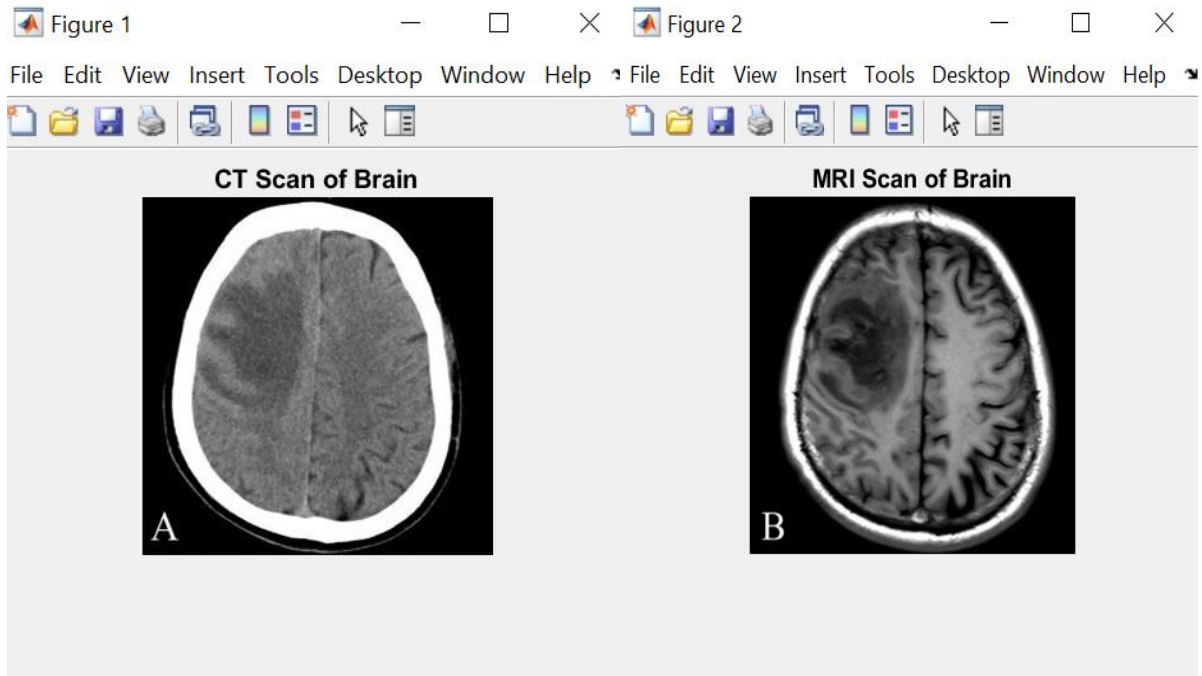 Figure 1
File Edit View Insert Tools Desktop Window Help
CT Scan of Brain
A
Figure 2
File Edit View Insert Tools Desktop Window Help
MRI Scan of Brain
B